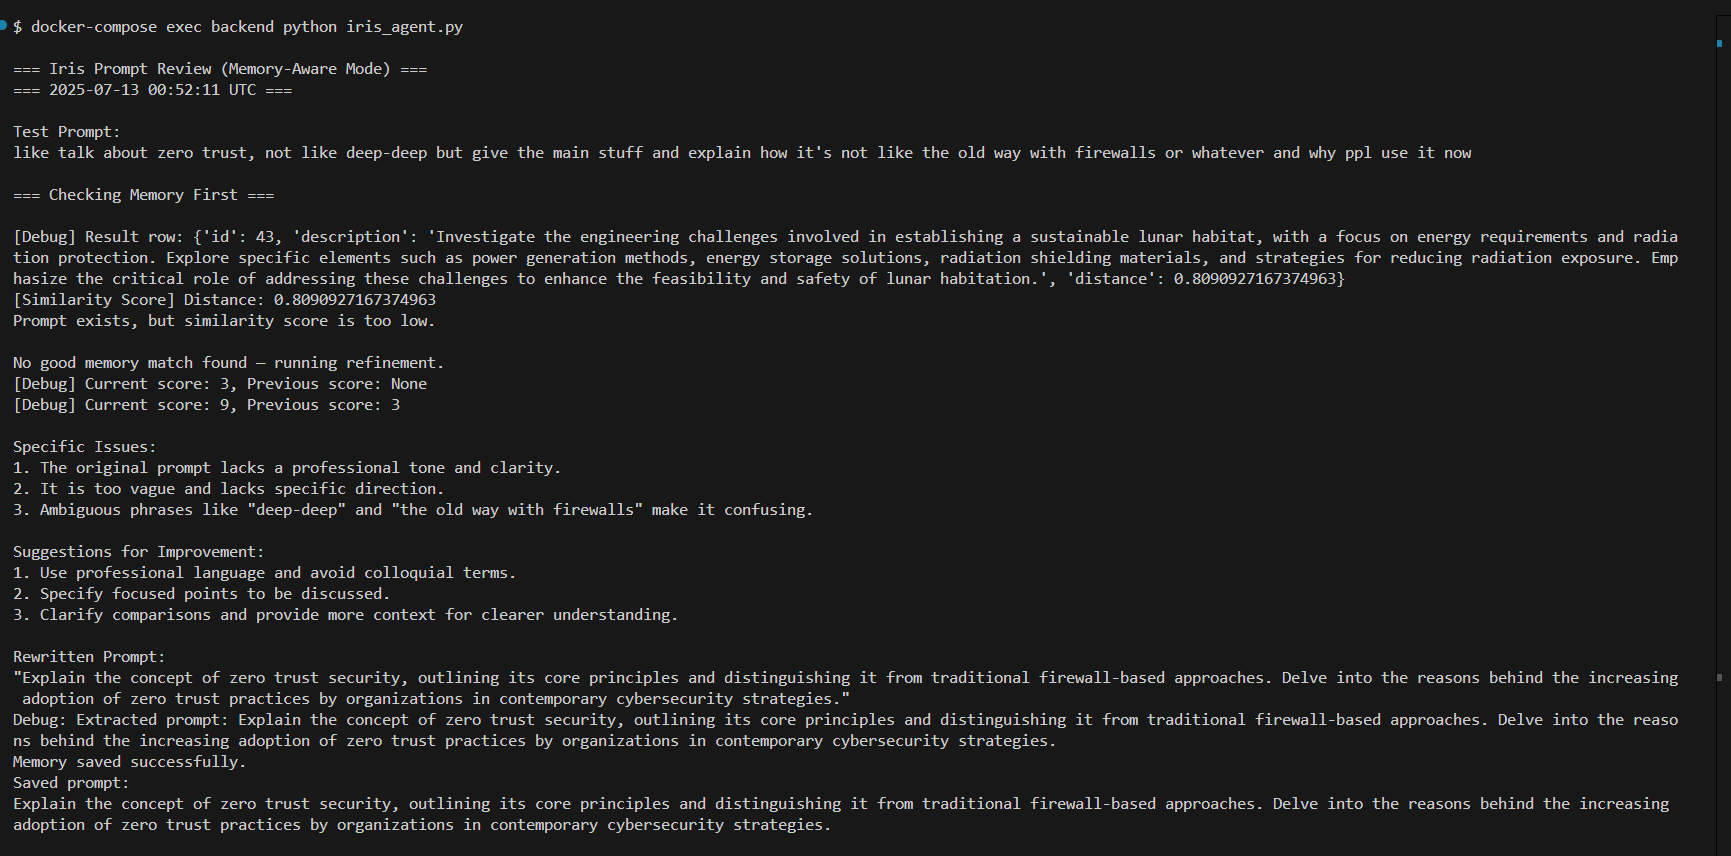 $ docker-compose exec backend python iris_agent.py
=== Iris Prompt Review (Memory-Aware Mode) ===
=== 2025-07-13 00:52:11 UTC ===
Test Prompt:
like talk about zero trust, not like deep-deep but give the main stuff and explain how it's not like the old way with firewalls or whatever and why ppl use it now
=== Checking Memory First ===
[Debug] Result row: {'id': 43, 'description': 'Investigate the engineering challenges involved in establishing a sustainable lunar habitat, with a focus on energy requirements and radia
tion protection. Explore specific elements such as power generation methods, energy storage solutions, radiation shielding materials, and strategies for reducing radiation exposure. Emp
hasize the critical role of addressing these challenges to enhance the feasibility and safety of lunar habitation.', 'distance': 0.8090927167374963}
[Similarity Score] Distance: 0.8090927167374963
Prompt exists, but similarity score is too low.
No good memory match found — running refinement.
[Debug] Current score: 3, Previous score: None
[Debug] Current score: 9, Previous score: 3
Specific Issues:
1. The original prompt lacks a professional tone and clarity.
2. It is too vague and lacks specific direction.
3. Ambiguous phrases like "deep-deep" and "the old way with firewalls" make it confusing.
Suggestions for Improvement:
1. Use professional language and avoid colloquial terms.
2. Specify focused points to be discussed.
3. Clarify comparisons and provide more context for clearer understanding.
Rewritten Prompt:
"Explain the concept of zero trust security, outlining its core principles and distinguishing it from traditional firewall-based approaches. Delve into the reasons behind the increasing
adoption of zero trust practices by organizations in contemporary cybersecurity strategies."
Debug: Extracted prompt: Explain the concept of zero trust security, outlining its core principles and distinguishing it from traditional firewall-based approaches. Delve into the reaso
ns behind the increasing adoption of zero trust practices by organizations in contemporary cybersecurity strategies.
Memory saved successfully.
Saved prompt:
Explain the concept of zero trust security, outlining its core principles and distinguishing it from traditional firewall-based approaches. Delve into the reasons behind the increasing
adoption of zero trust practices by organizations in contemporary cybersecurity strategies.